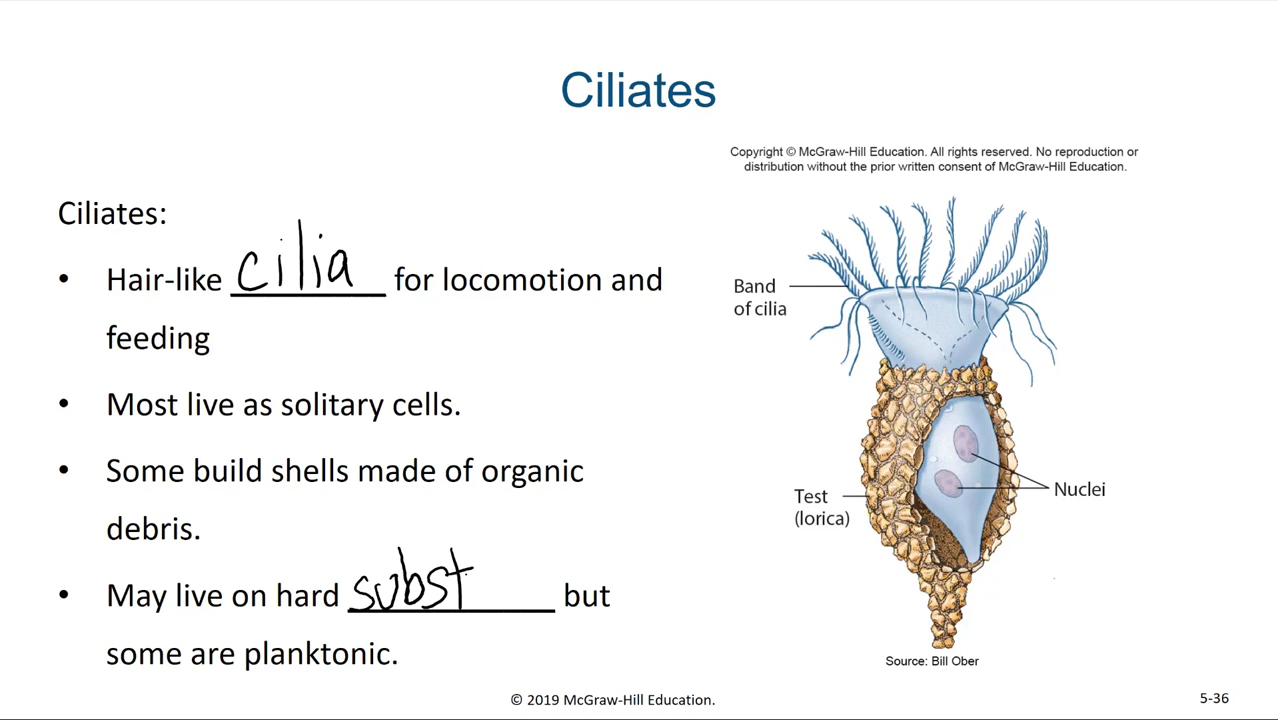 Ciliates
Copyright © McGraw-Hill Education. All rights reserved. No reproduction or
distribution without the prior written consent of McGraw-Hill Education.
Ciliates:
• Hair-like cilia for locomotion and
feeding
• Most live as solitary cells.
• Some build shells made of organic
debris.
• May live on hard subst but
some are planktonic.
Band
of cilia
Test
(lorica)
Nuclei
Source: Bill Ober
© 2019 McGraw-Hill Education.
5-36